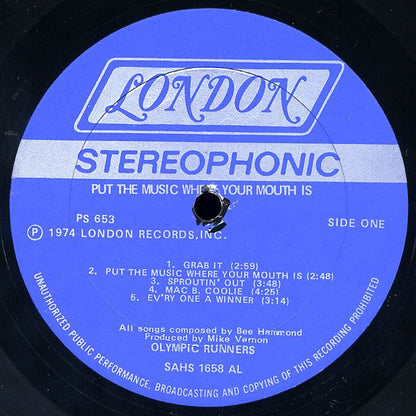 LONDON
STEREOPHONIC
PUT THE MUSIC WHERE YOUR MOUTH IS
PS 653
SIDE ONE
Ⓟ 1974 LONDON RECORDS, INC.
1. GRAB IT (2:59)
2. PUT THE MUSIC WHERE YOUR MOUTH IS (2:48)
3. SPROUTIN' OUT (3:48)
4. MAC B. COOLIE (4:25)
5. EV'RY ONE A WINNER (3:14)
All songs composed by Bee Hammond
Produced by Mike Vernon
OLYMPIC RUNNERS
SAHS 1658 AL
UNAUTHORIZED PUBLIC PERFORMANCE, BROADCASTING AND COPYING OF THIS RECORDING PROHIBITED